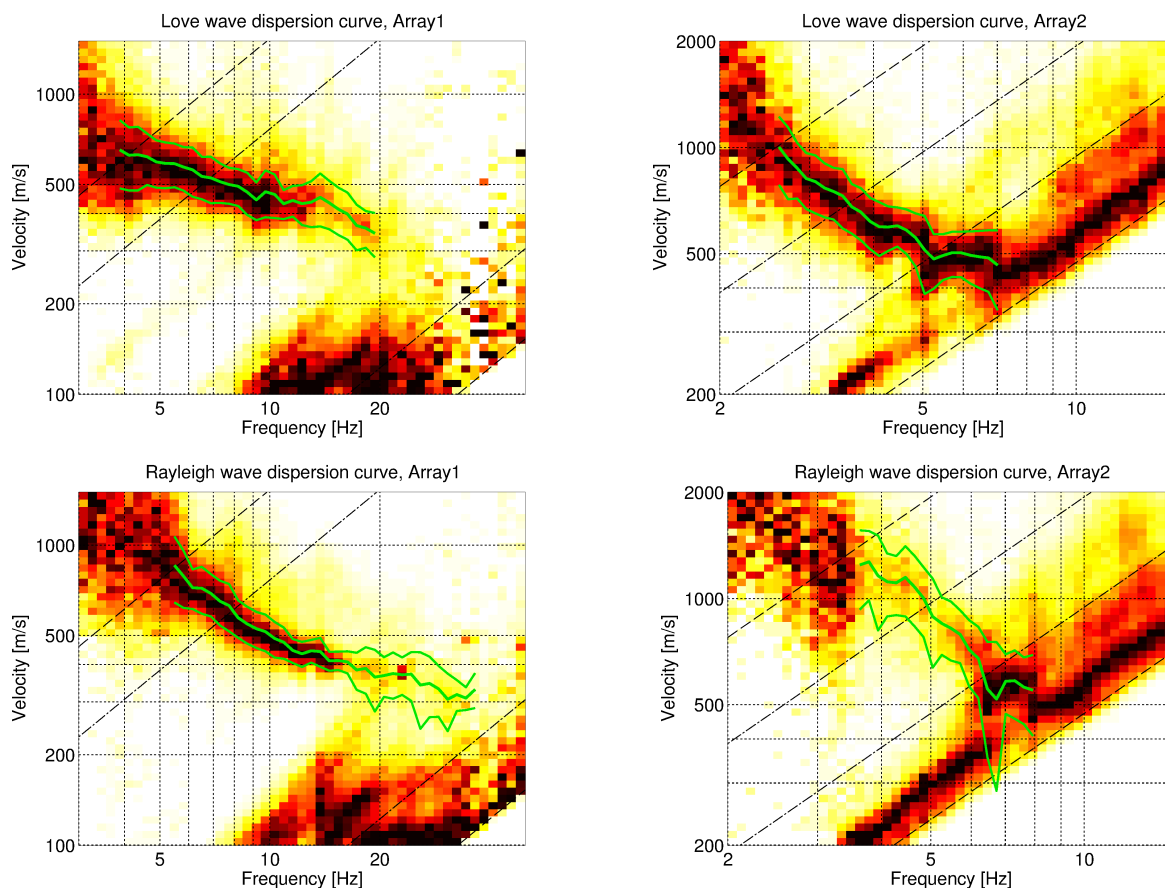 Love wave dispersion curve, Array1
Velocity [m/s]
1000
500
200
100
5
10
20
Frequency [Hz]
Love wave dispersion curve, Array2
Velocity [m/s]
2000
1000
500
200
2
5
10
Frequency [Hz]
Rayleigh wave dispersion curve, Array1
Velocity [m/s]
1000
500
200
100
5
10
20
Frequency [Hz]
Rayleigh wave dispersion curve, Array2
Velocity [m/s]
2000
1000
500
200
2
5
10
Frequency [Hz]